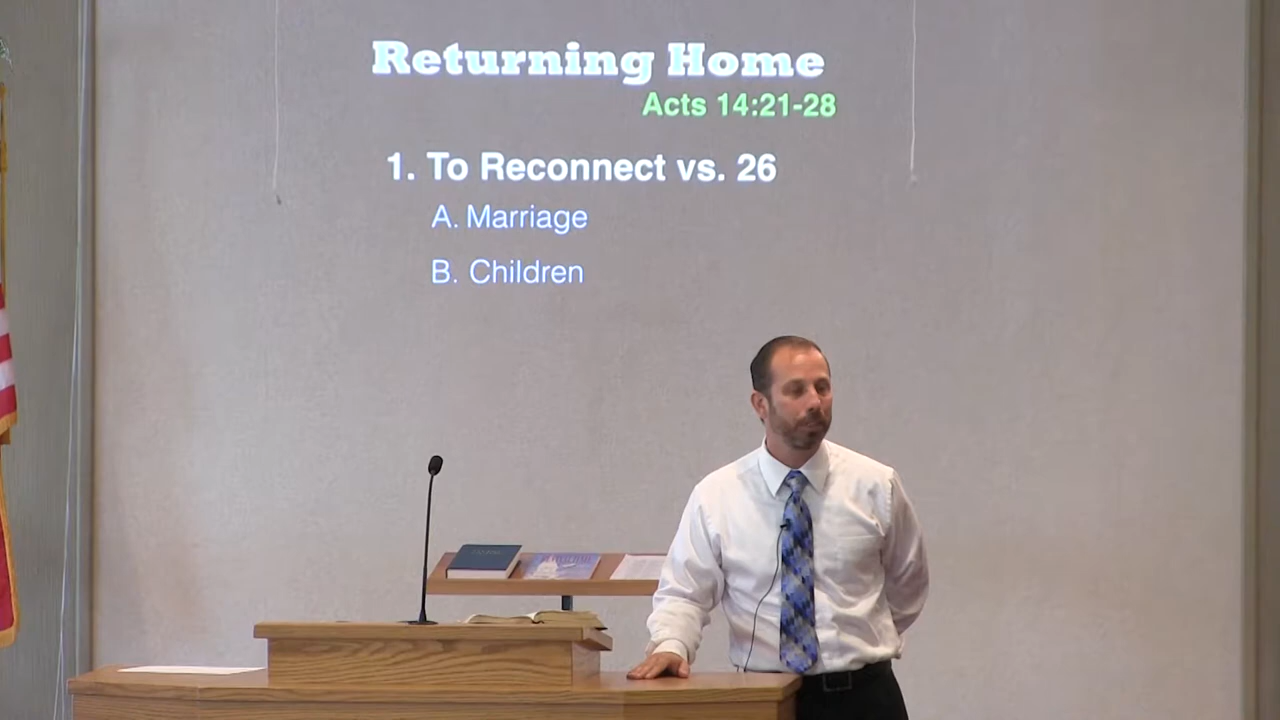 Returning Home
Acts 14:21-28
1. To Reconnect vs. 26
A. Marriage
B. Children